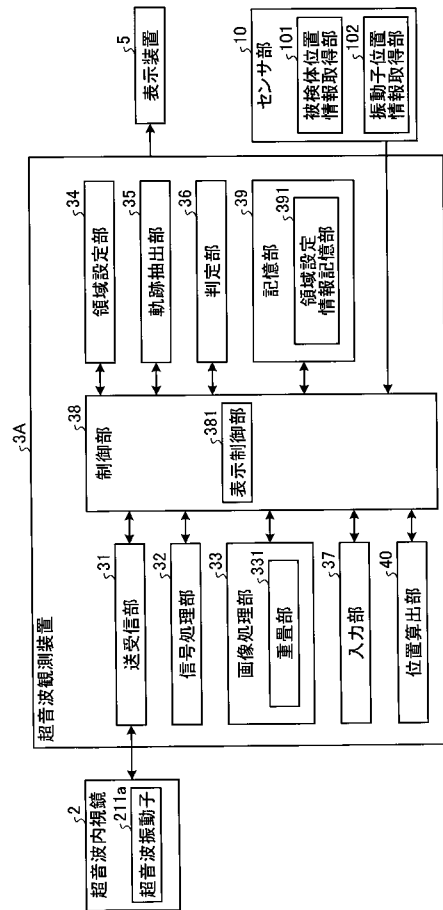 2
超音波内視鏡
211a
超音波振動子
3A
超音波観測装置
31
送受信部
32
信号処理部
33
画像処理部
331
重畳部
37
入力部
40
位置算出部
38
制御部
381
表示制御部
34
領域設定部
35
軌跡抽出部
36
判定部
39
記憶部
391
領域設定
情報記憶部
5
表示装置
10
センサ部
101
被検体位置
情報取得部
102
振動子位置
情報取得部